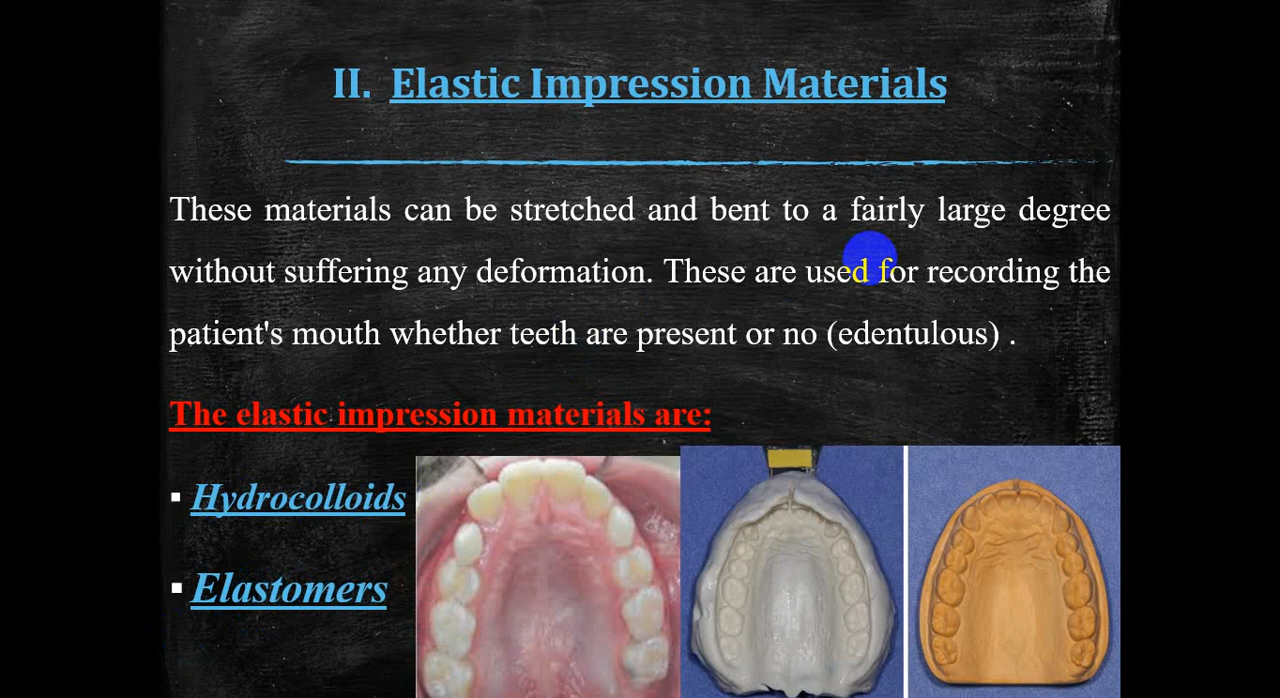 II. Elastic Impression Materials
These materials can be stretched and bent to a fairly large degree
without suffering any deformation. These are used for recording the
patient's mouth whether teeth are present or no (edentulous) .
The elastic impression materials are:
▪ Hydrocolloids
▪ Elastomers